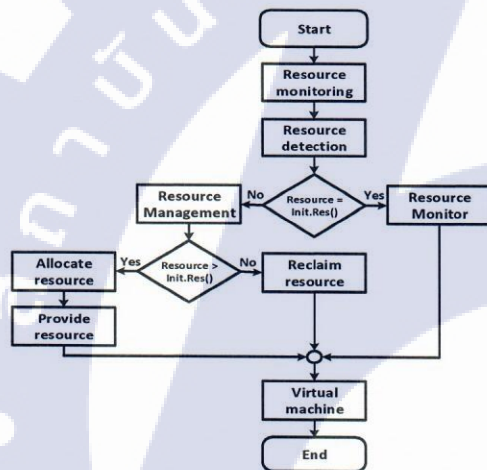 Start
Resource
monitoring
Resource
detection
Resource =
Init.Res()
No
Yes
Resource
Management
Resource
Monitor
Resource >
Init.Res()
Yes
No
Allocate
resource
Reclaim
resource
Provide
resource
Virtual
machine
End